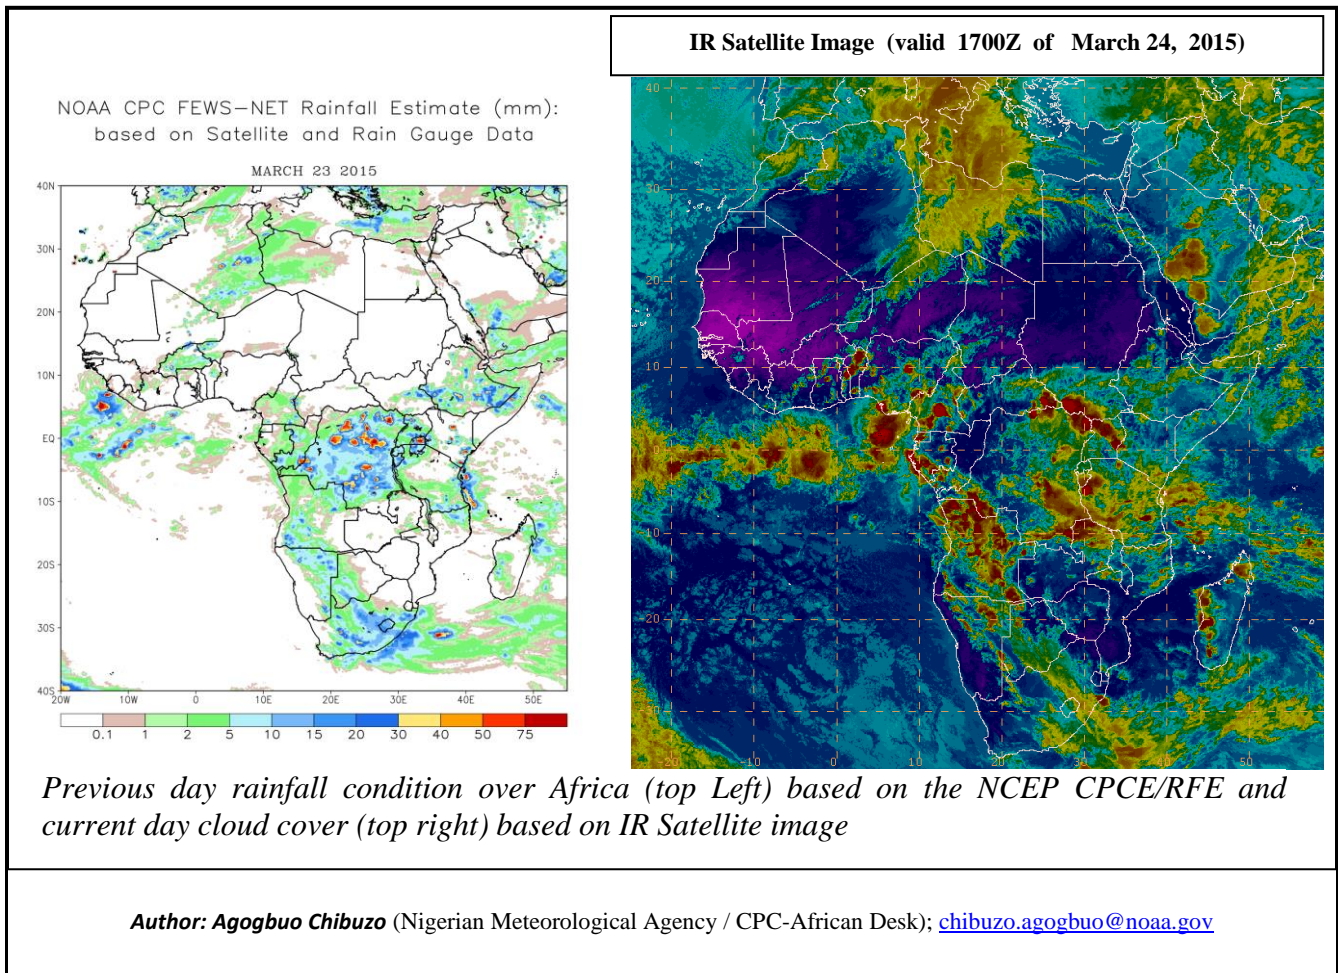 IR Satellite Image (valid 1700Z of March 24, 2015)
NOAA CPC FEWS-NET Rainfall Estimate (mm):
based on Satellite and Rain Gauge Data
MARCH 23 2015
40N
30N
20N
10N
EQ
10S
20S
30S
40S
20W 10W 0 10E 20E 30E 40E 50E
0.1 1 2 5 10 15 20 30 40 50 75
40
30
20
10
0
-10
-20
-30
-20 -10 0 10 20 30 40 50
Previous day rainfall condition over Africa (top Left) based on the NCEP CPCE/RFE and
current day cloud cover (top right) based on IR Satellite image
Author: Agogbuo Chibuzo (Nigerian Meteorological Agency / CPC-African Desk); chibuzo.agogbuo@noaa.gov